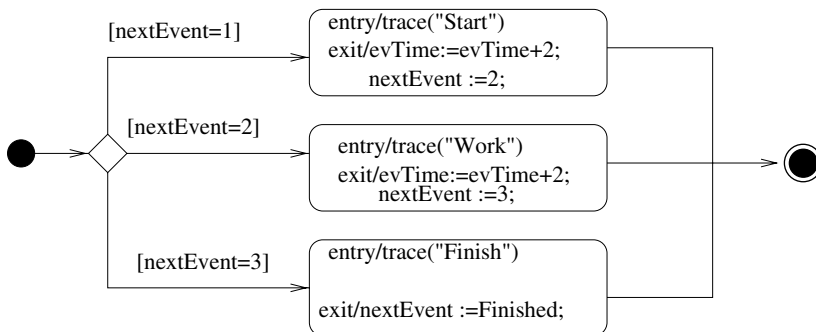 [nextEvent=1]
entry/trace("Start")
exit/evTime:=evTime+2;
nextEvent :=2;
[nextEvent=2]
entry/trace("Work")
exit/evTime:=evTime+2;
nextEvent :=3;
[nextEvent=3]
entry/trace("Finish")
exit/nextEvent :=Finished;